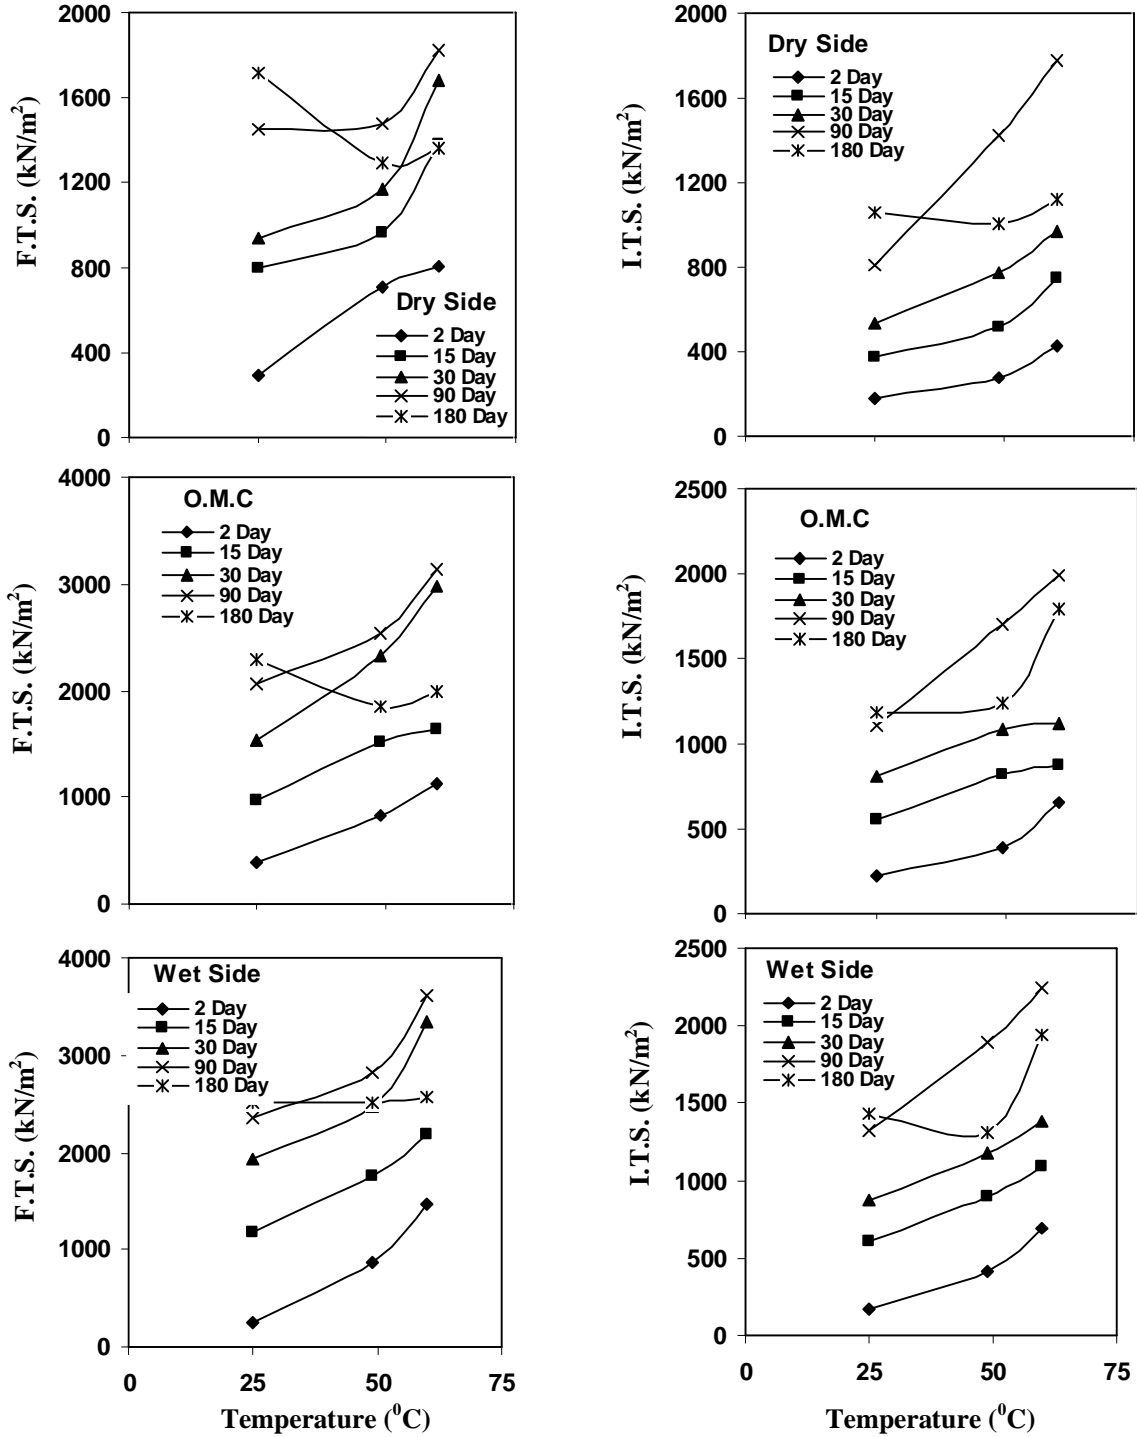 2000
1600
1200
800
400
0
F.T.S. (kN/m²)
Dry Side
2 Day
15 Day
30 Day
90 Day
180 Day
2000
1600
1200
800
400
0
I.T.S. (kN/m²)
Dry Side
2 Day
15 Day
30 Day
90 Day
180 Day
4000
3000
2000
1000
0
F.T.S. (kN/m²)
O.M.C
2 Day
15 Day
30 Day
90 Day
180 Day
2500
2000
1500
1000
500
0
I.T.S. (kN/m²)
O.M.C
2 Day
15 Day
30 Day
90 Day
180 Day
4000
3000
2000
1000
0
F.T.S. (kN/m²)
Wet Side
2 Day
15 Day
30 Day
90 Day
180 Day
0 25 50 75
Temperature (⁰C)
2500
2000
1500
1000
500
0
I.T.S. (kN/m²)
Wet Side
2 Day
15 Day
30 Day
90 Day
180 Day
0 25 50 75
Temperature (⁰C)